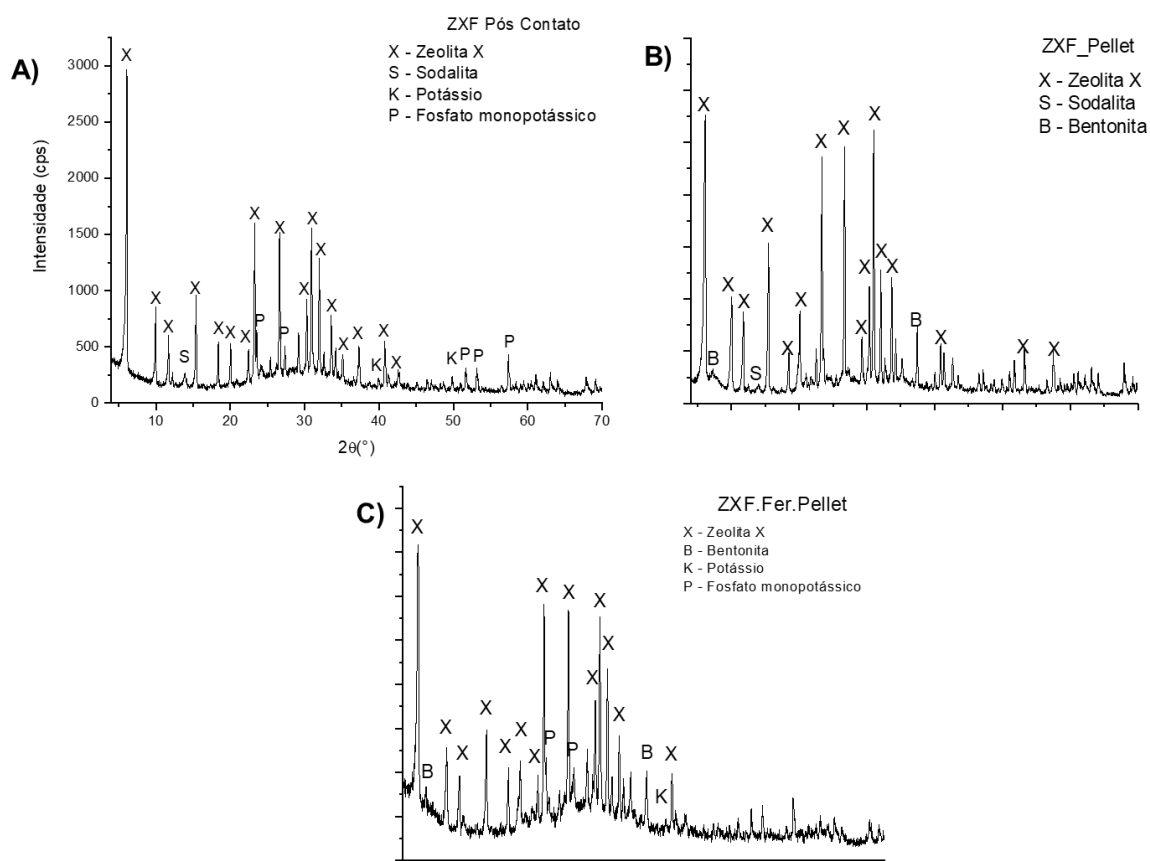 A)
ZXF Pós Contato
X - Zeolita X
S - Sodalita
K - Potássio
P - Fosfato monopotássico
Intensidade (cps)
3000
2500
2000
1500
1000
500
0
X
X
X
S
X
X
X
X
X
P
X
P
X
X
X
X
X
X
K
X
X
K
P
P
P
10 20 30 40 50 60 70
2θ(°)
B)
ZXF_Pellet
X - Zeolita X
S - Sodalita
B - Bentonita
X
B
X
X
S
X
X
X
X
X
X
X
X
X
B
X
X
X
C)
ZXF.Fer.Pellet
X - Zeolita X
B - Bentonita
K - Potássio
P - Fosfato monopotássico
X
B
X
X
X
X
X
X
X
P
X
P
X
X
X
X
B
K
X